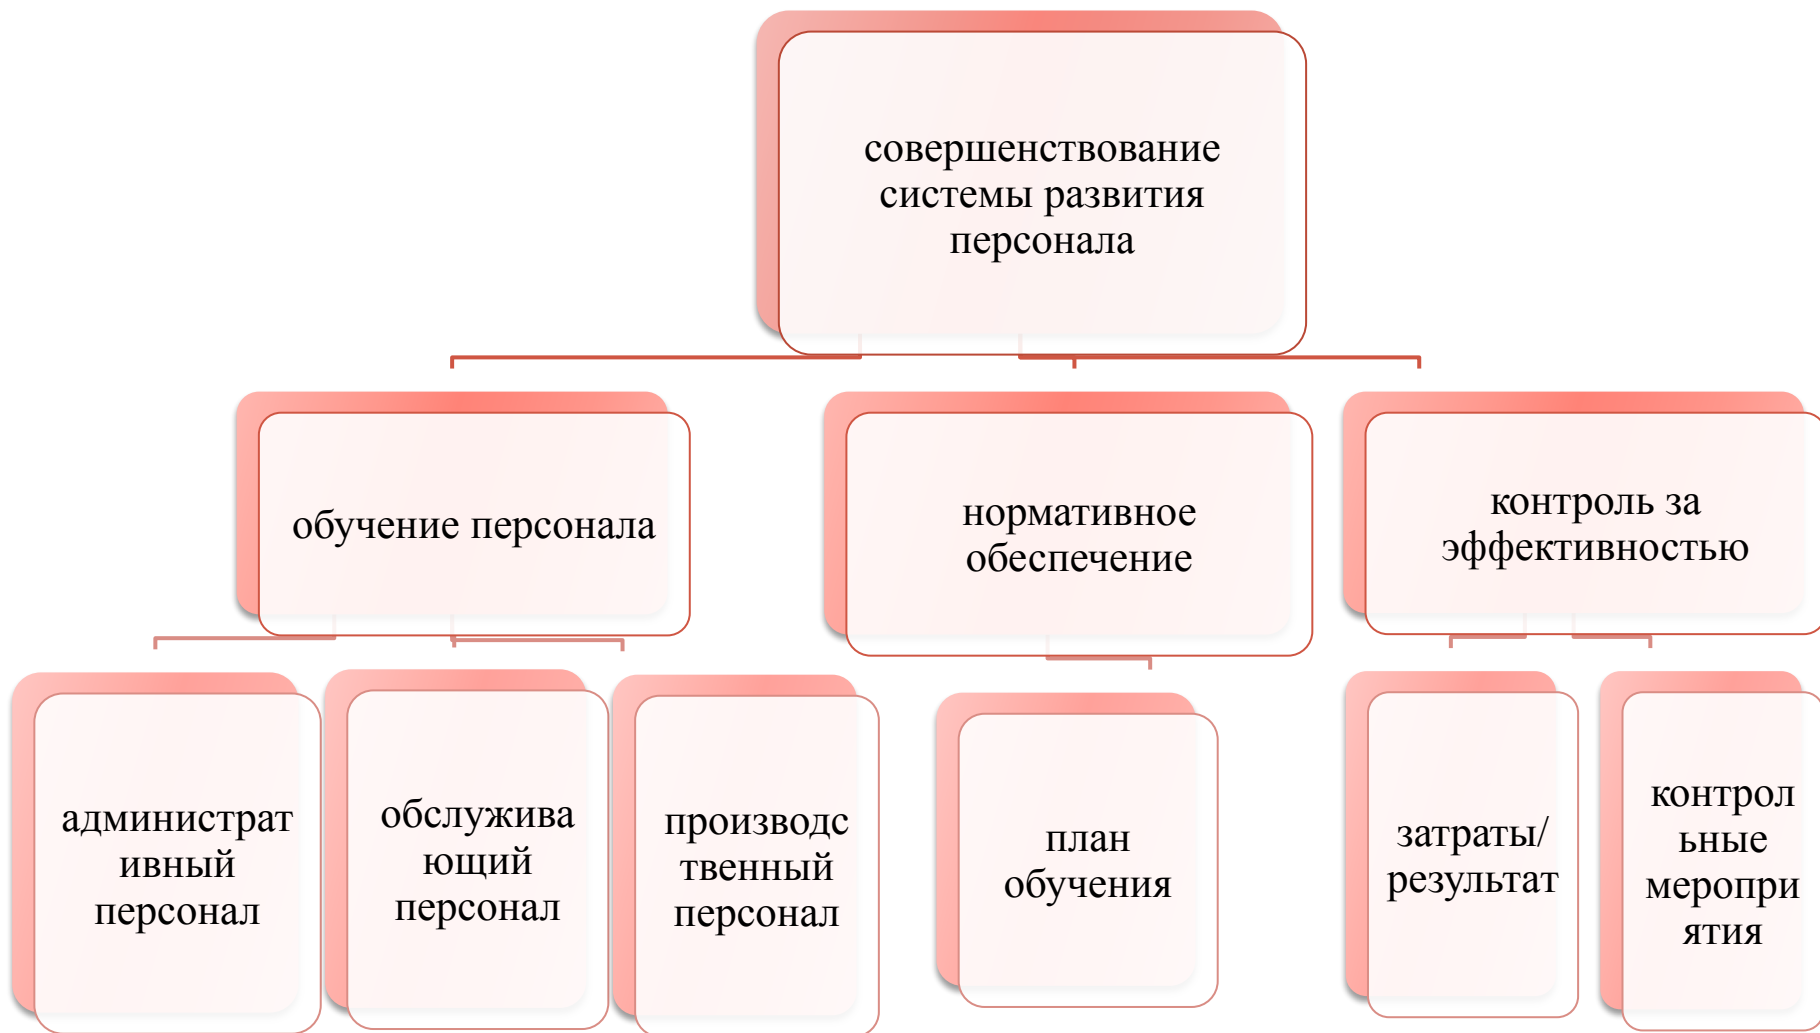 совершенствование
системы развития
персонала
обучение персонала
нормативное
обеспечение
контроль за
эффективностью
административ
ивный
персонал
обслужива
ющий
персонал
производс
твенный
персонал
план
обучения
затраты/
результат
контрол
ьные
меропри
ятия